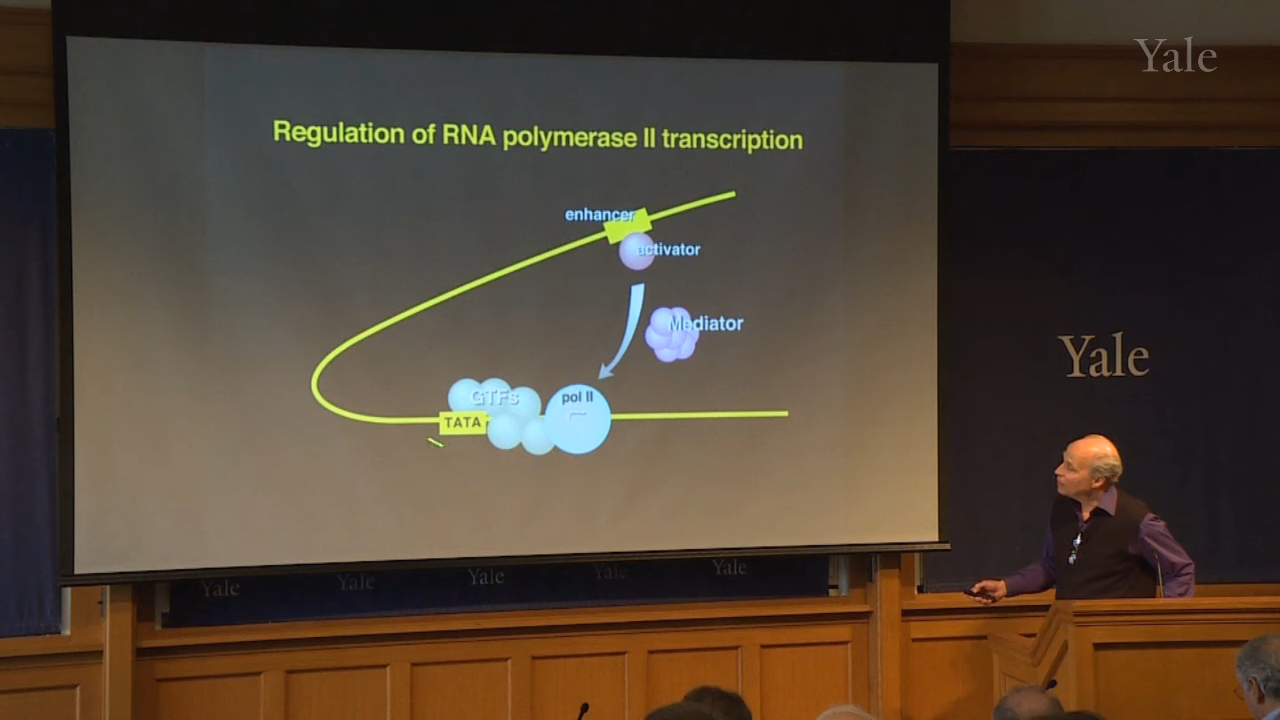 Yale
Regulation of RNA polymerase II transcription
enhancer
activator
Mediator
GTFs
pol II
TATA
Yale
Yale
Yale
Yale
Yale
Yale